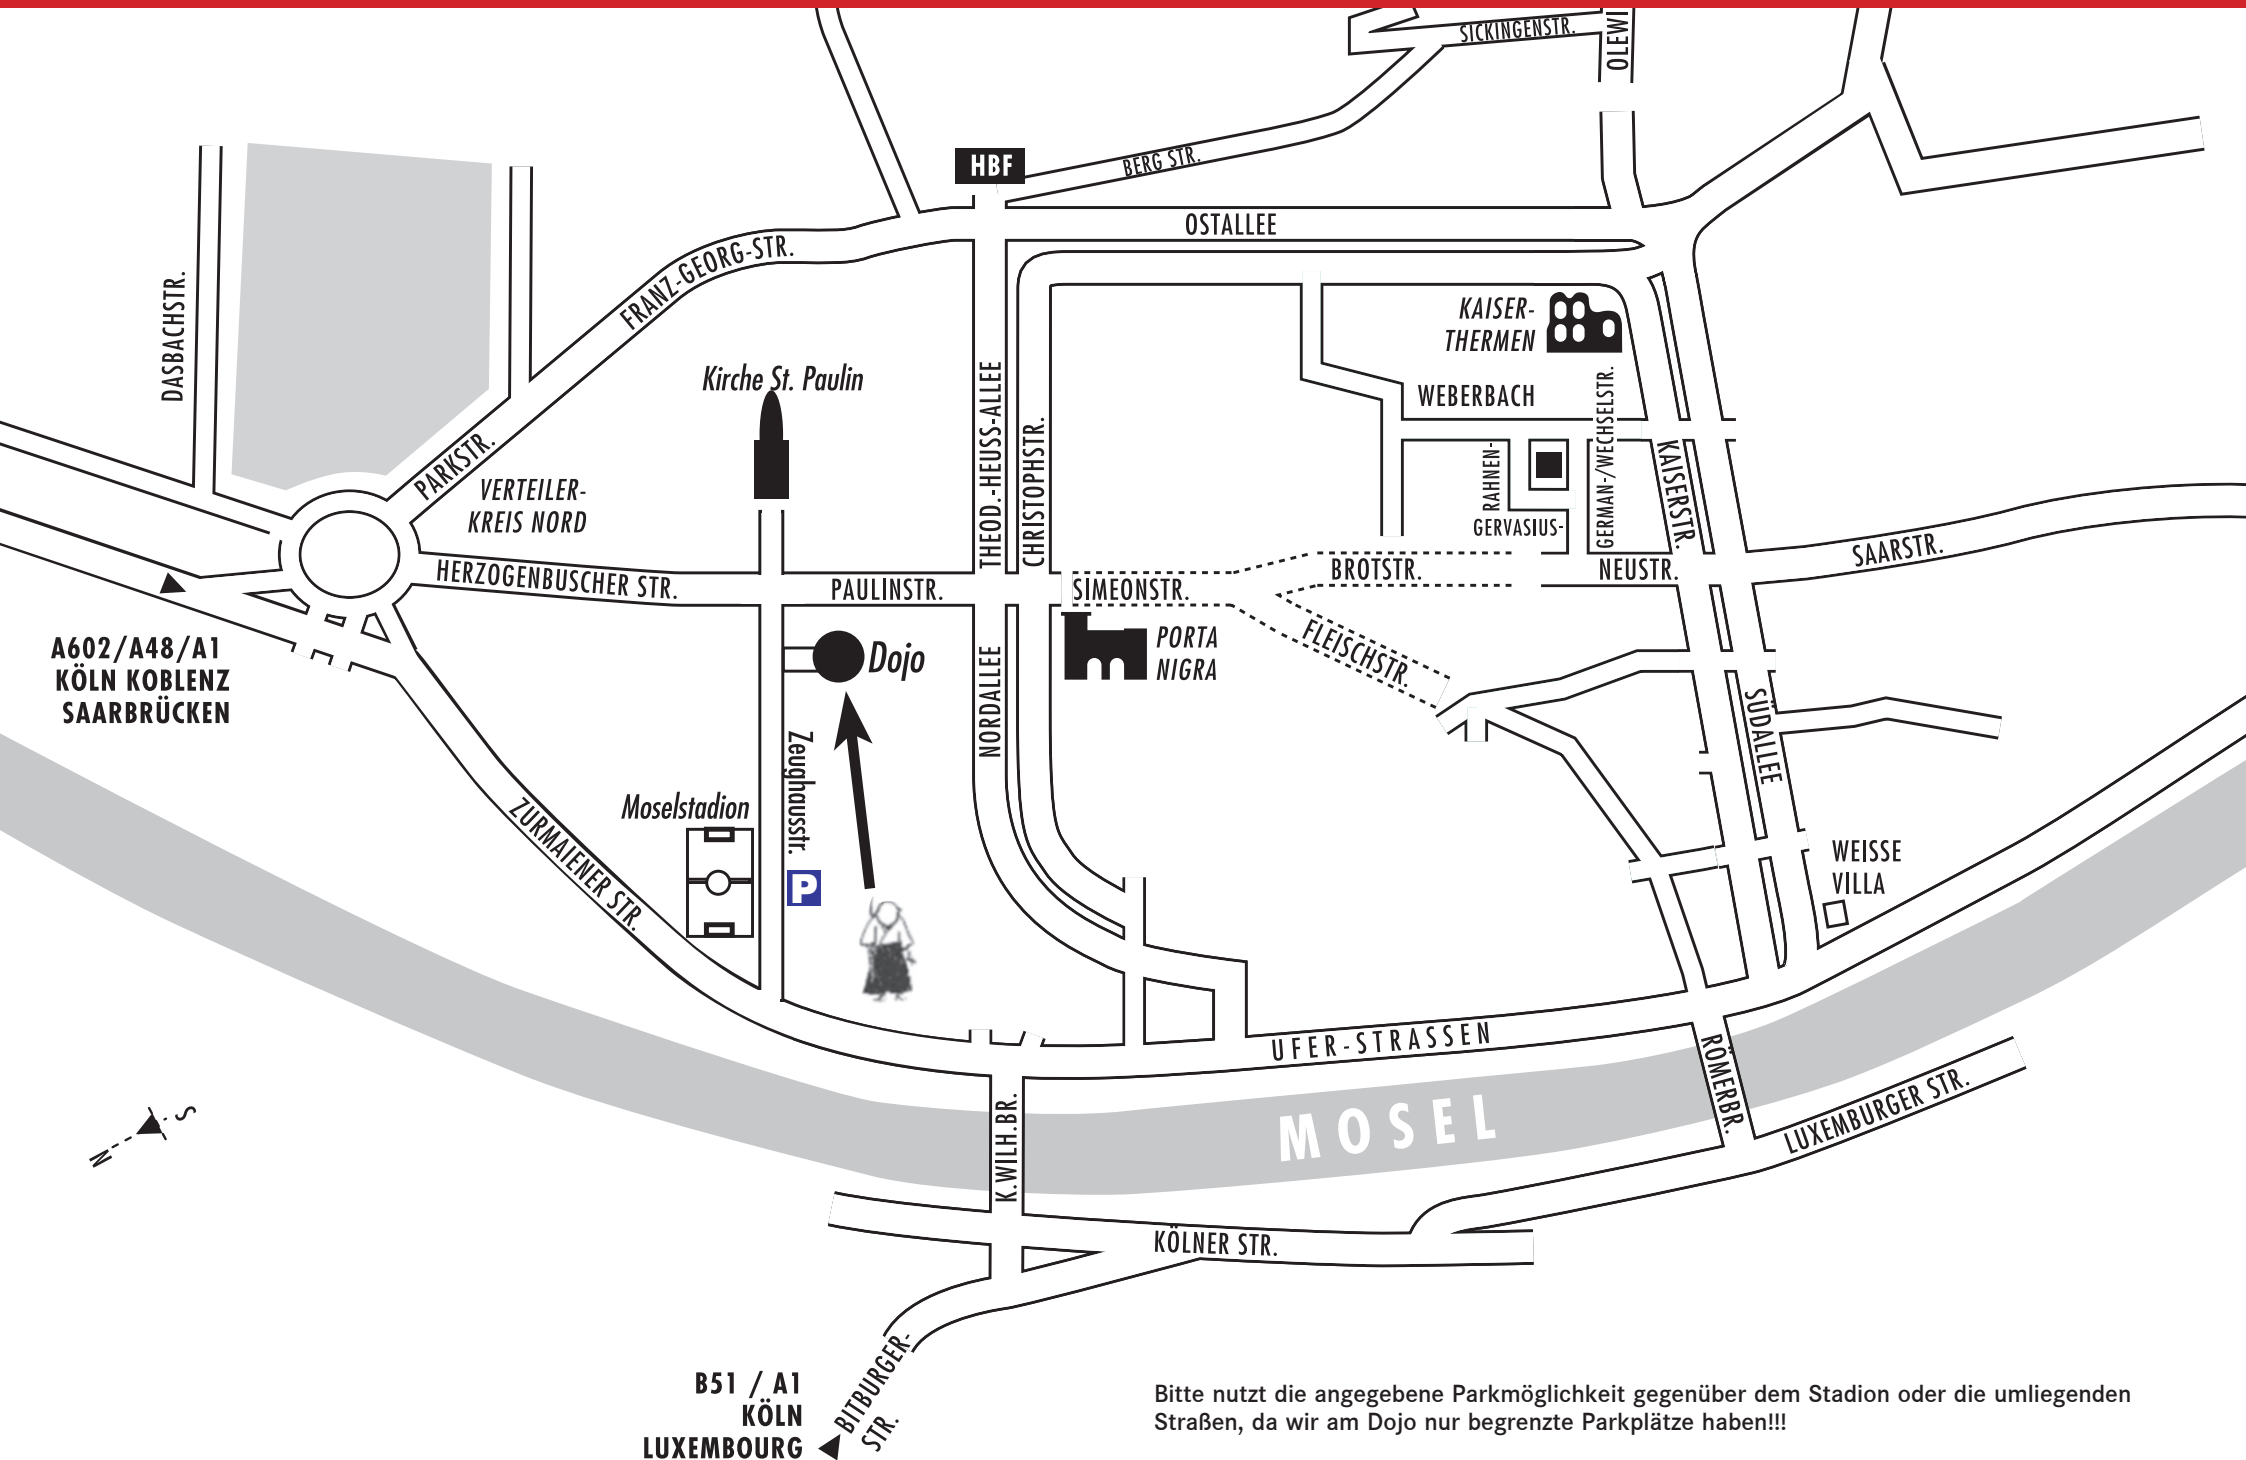 SICKINGENSTR.
OLEWI
HBF
BERG STR.
OSTALLEE
FRANZ-GEORG-STR.
DASBACHSTR.
KAISER-
THERMEN
Kirche St. Paulin
THEOD.-HEUSS-ALLEE
CHRISTOPHSTR.
WEBERBACH
GERMAN-/WECHSELSTR.
PARKSTR.
VERTEILER-
KREIS NORD
RAHNEN-
GERVASIUS-
KAISERSTR.
SAARSTR.
HERZOGENBUSCHER STR.
PAULINSTR.
SIMEONSTR.
BROTSTR.
NEUSTR.
FLEISCHSTR.
PORTA
NIGRA
Dojo
A602/A48/A1
KÖLN KOBLENZ
SAARBRÜCKEN
NORDALLEE
SÜDALLEE
Zeughausstr.
Moselstadion
ZURMAIENER STR.
P
WEISSE
VILLA
UFER-STRASSEN
RÖMERBR.
MOSEL
LUXEMBURGER STR.
K.WILH.BR.
S
N
KÖLNER STR.
BITBURGER-
STR.
B51 / A1
KÖLN
LUXEMBOURG
Bitte nutzt die angegebene Parkmöglichkeit gegenüber dem Stadion oder die umliegenden
Straßen, da wir am Dojo nur begrenzte Parkplätze haben!!!